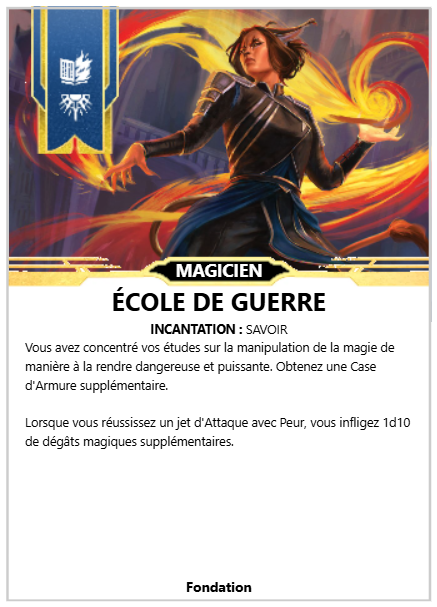 MAGICIEN
ÉCOLE DE GUERRE
INCANTATION : SAVOIR
Vous avez concentré vos études sur la manipulation de la magie de
manière à la rendre dangereuse et puissante. Obtenez une Case
d'Armure supplémentaire.
Lorsque vous réussissez un jet d'Attaque avec Peur, vous infligez 1d10
de dégâts magiques supplémentaires.
Fondation